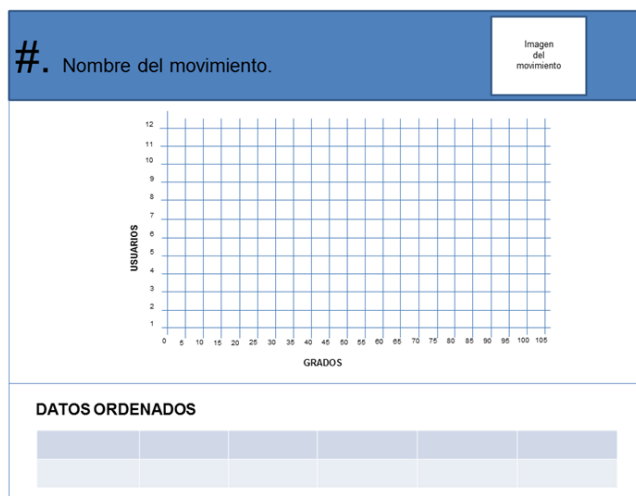 #. Nombre del movimiento.
Imagen
del
movimiento
12
11
10
9
8
7
6
5
4
3
2
1
USUARIOS
0 5 10 15 20 25 30 35 40 45 50 55 60 65 70 75 80 85 90 95 100 105
GRADOS
DATOS ORDENADOS